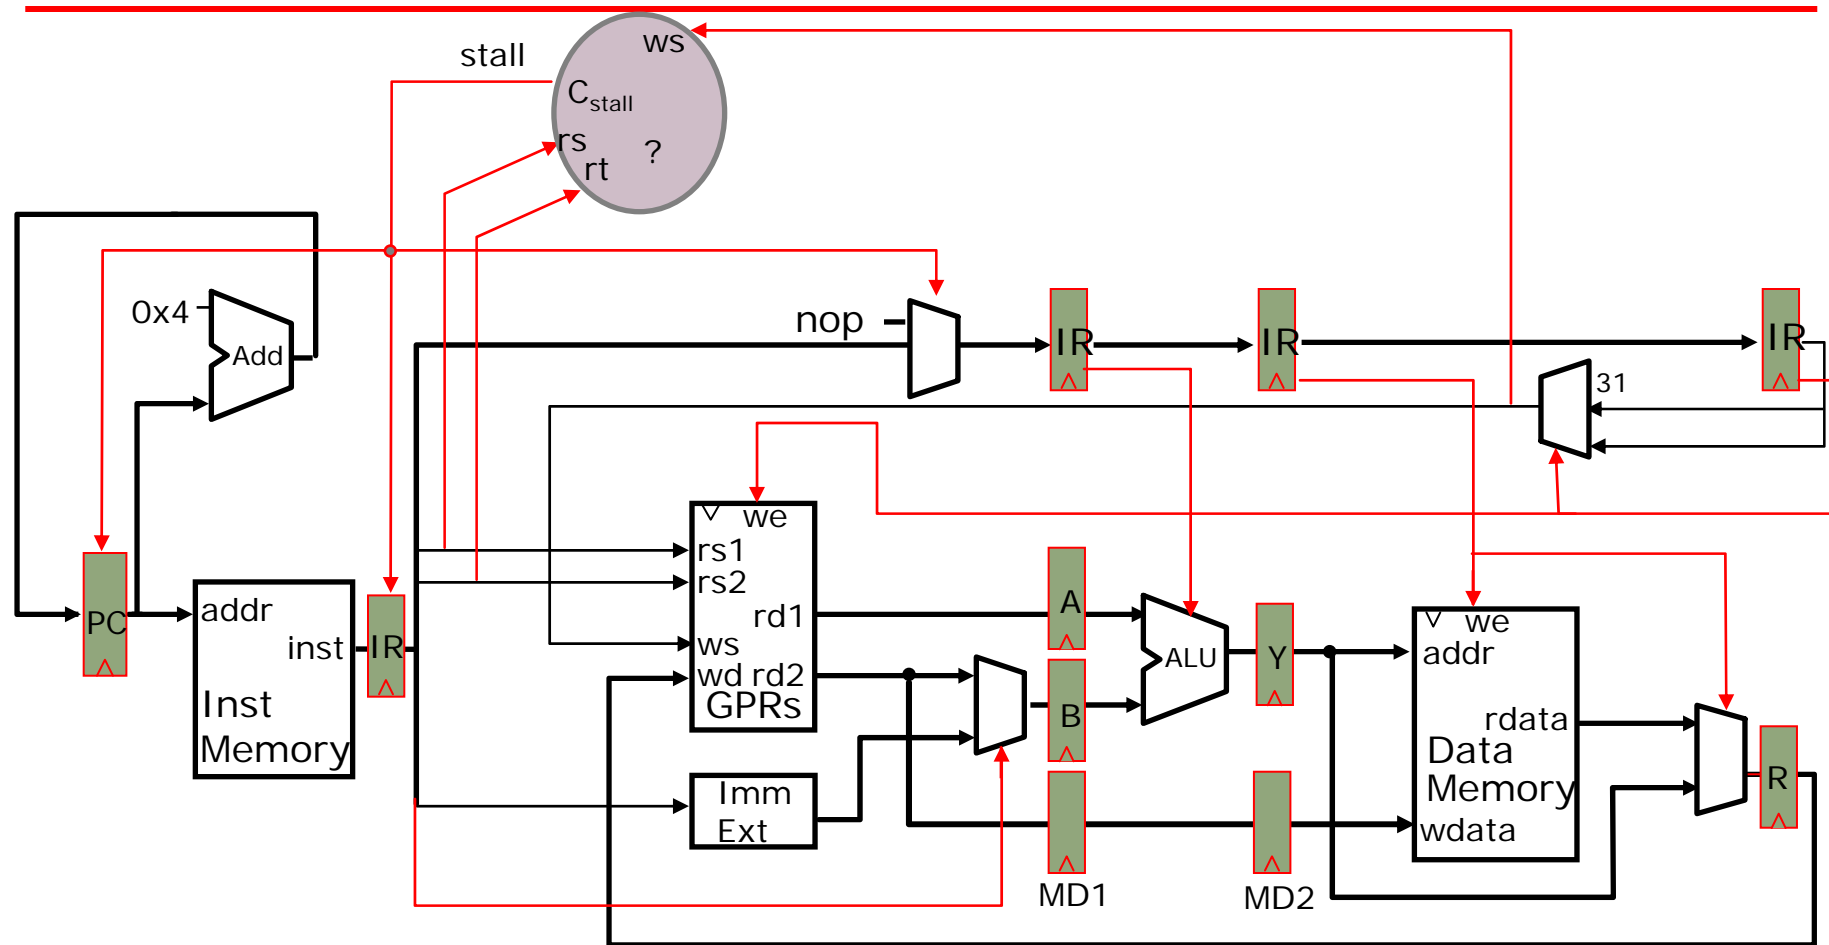 ws
stall
C stall
rs
rt
?
0x4
Add
nop
IR
IR
IR
31
we
rs1
rs2
rd1
ws
wd rd2
GPRs
A
B
ALU
Y
PC
addr
inst
Inst
Memory
IR
we
addr
rdata
Data
Memory
wdata
R
Imm
Ext
MD1
MD2